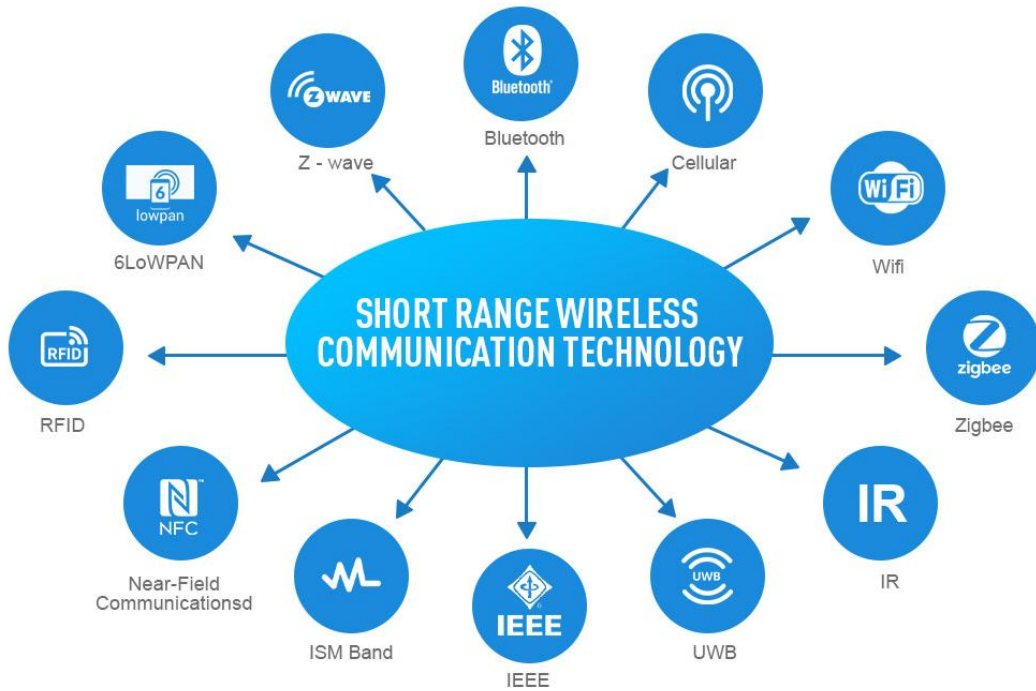 Z WAVE
Z - wave
Bluetooth®
Bluetooth
Cellular
6
lowpan
6LoWPAN
WiFi
Wifi
SHORT RANGE WIRELESS
COMMUNICATION TECHNOLOGY
RFID
RFID
zigbee
Zigbee
NFC
Near-Field
Communicationsd
ISM Band
IEEE
IEEE
UWB
UWB
IR
IR